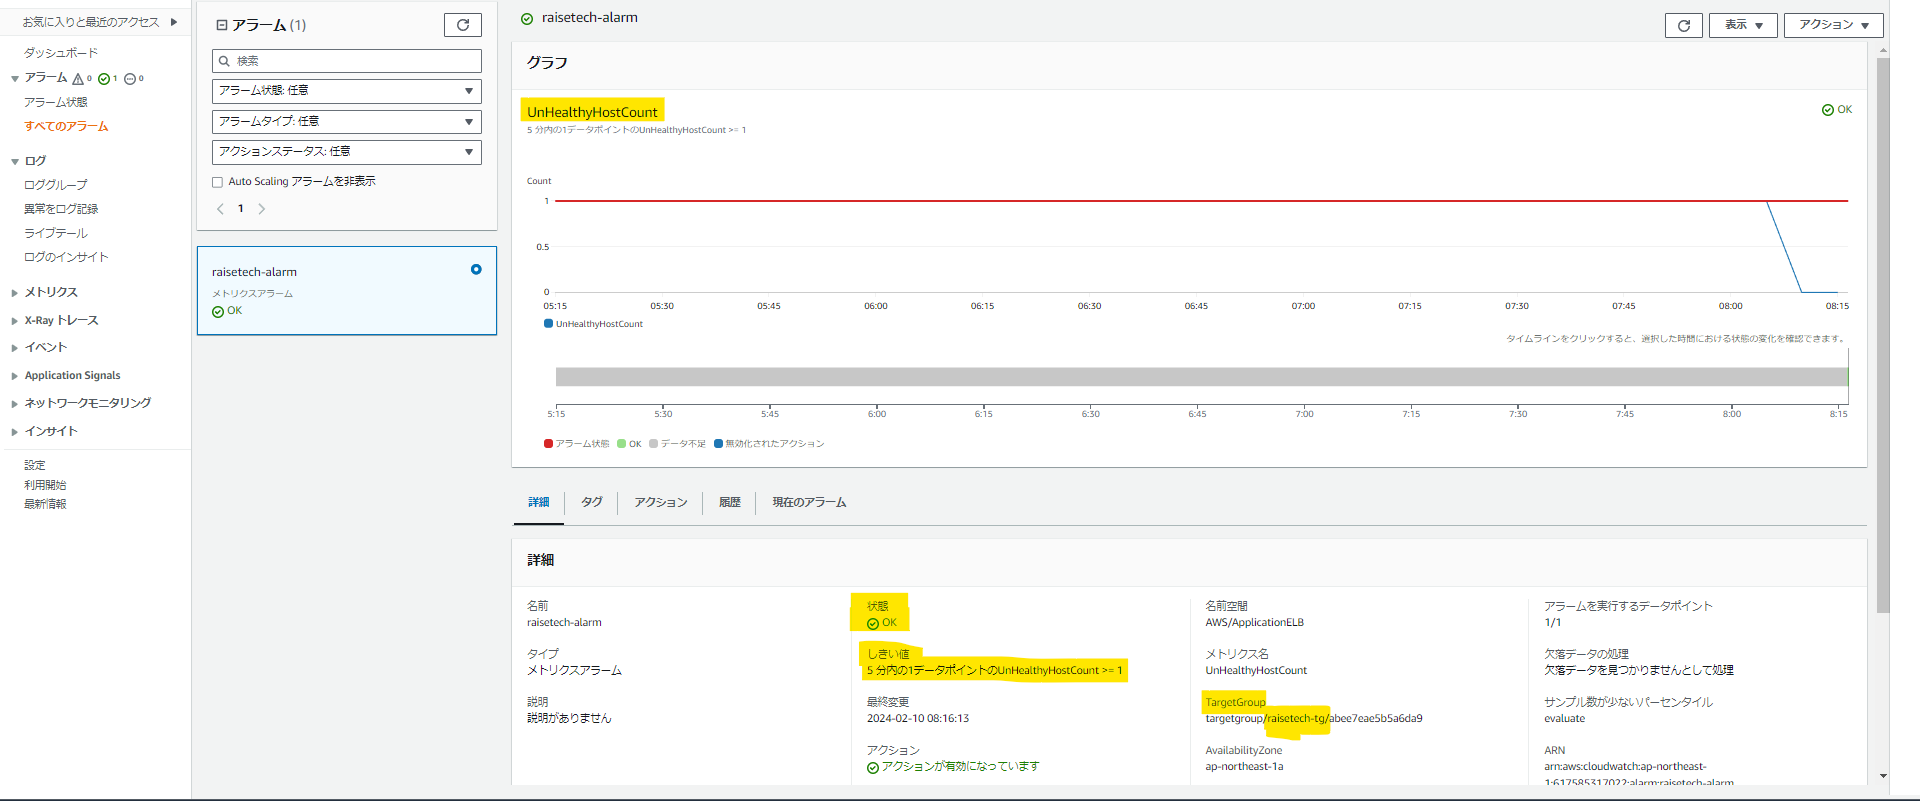 お気に入りと最近のアクセス
ダッシュボード
アラーム 0 1 0
アラーム状態
すべてのアラーム
ログ
ロググループ
異常をログ記録
ライブテール
ログのインサイト
メトリクス
X-Ray トレース
イベント
Application Signals
ネットワークモニタリング
インサイト
設定
利用開始
最新情報
アラーム (1)
検索
アラーム状態: 任意
アラームタイプ: 任意
アクションステータス: 任意
Auto Scaling アラームを非表示
1
raisetech-alarm
メトリクスアラーム
OK
raisetech-alarm
表示
アクション
グラフ
UnHealthyHostCount
OK
5 分内の1データポイントのUnHealthyHostCount >= 1
Count
1
0.5
0
05:15 05:30 05:45 06:00 06:15 06:30 06:45 07:00 07:15 07:30 07:45 08:00 08:15
UnHealthyHostCount
タイムラインをクリックすると、選択した時間における状態の変化を確認できます。
5:15 5:30 5:45 6:00 6:15 6:30 6:45 7:00 7:15 7:30 7:45 8:00 8:15
アラーム状態 OK データ不足 無効化されたアクション
詳細 タグ アクション 履歴 現在のアラーム
詳細
名前
raisetech-alarm
タイプ
メトリクスアラーム
説明
説明がありません
状態
OK
しきい値
5 分内の1データポイントのUnHealthyHostCount >= 1
最終変更
2024-02-10 08:16:13
アクション
アクションが有効になっています
名前空間
AWS/ApplicationELB
メトリクス名
UnHealthyHostCount
TargetGroup
targetgroup/raisetech-tg/abee7eae5b5a6da9
AvailabilityZone
ap-northeast-1a
アラームを実行するデータポイント
1/1
欠落データの処理
欠落データを見つかりませんとして処理
サンプル数が少ないパーセンタイル
evaluate
ARN
arn:aws:cloudwatch:ap-northeast-
1:617585317022:alarm:raisetech-alarm